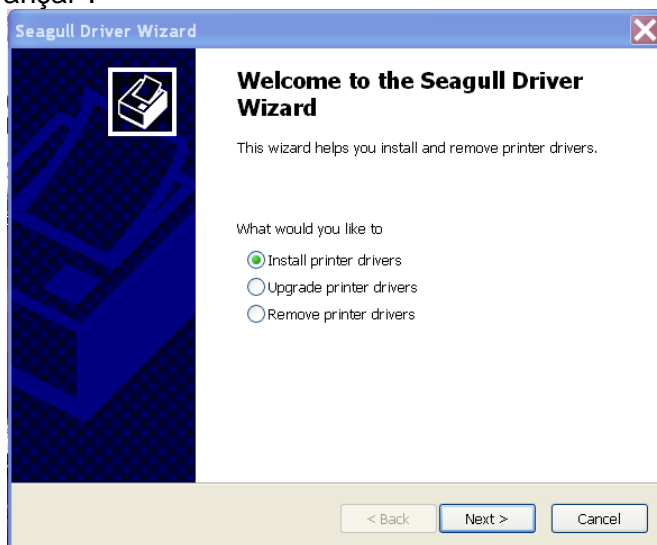 Seagull Driver Wizard
Welcome to the Seagull Driver
Wizard
This wizard helps you install and remove printer drivers.
What would you like to
Install printer drivers
Upgrade printer drivers
Remove printer drivers
< Back Next > Cancel